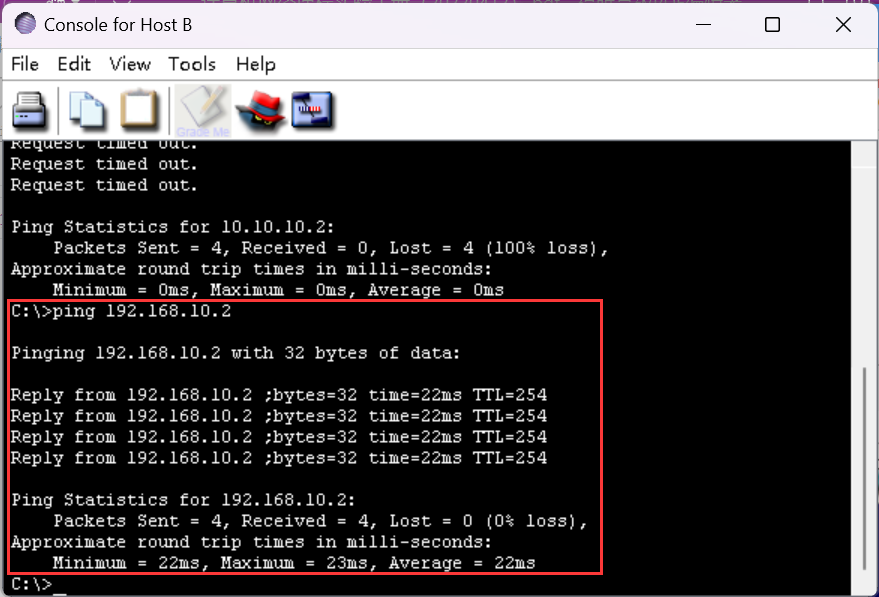 Console for Host B
File Edit View Tools Help
Grade Me
Request timed out.
Request timed out.
Request timed out.
Ping Statistics for 10.10.10.2:
Packets Sent = 4, Received = 0, Lost = 4 (100% loss),
Approximate round trip times in milli-seconds:
Minimum = 0ms, Maximum = 0ms, Average = 0ms
C:\>ping 192.168.10.2
Pinging 192.168.10.2 with 32 bytes of data:
Reply from 192.168.10.2 ;bytes=32 time=22ms TTL=254
Reply from 192.168.10.2 ;bytes=32 time=22ms TTL=254
Reply from 192.168.10.2 ;bytes=32 time=22ms TTL=254
Reply from 192.168.10.2 ;bytes=32 time=22ms TTL=254
Ping Statistics for 192.168.10.2:
Packets Sent = 4, Received = 4, Lost = 0 (0% loss),
Approximate round trip times in milli-seconds:
Minimum = 22ms, Maximum = 23ms, Average = 22ms
C:\>_